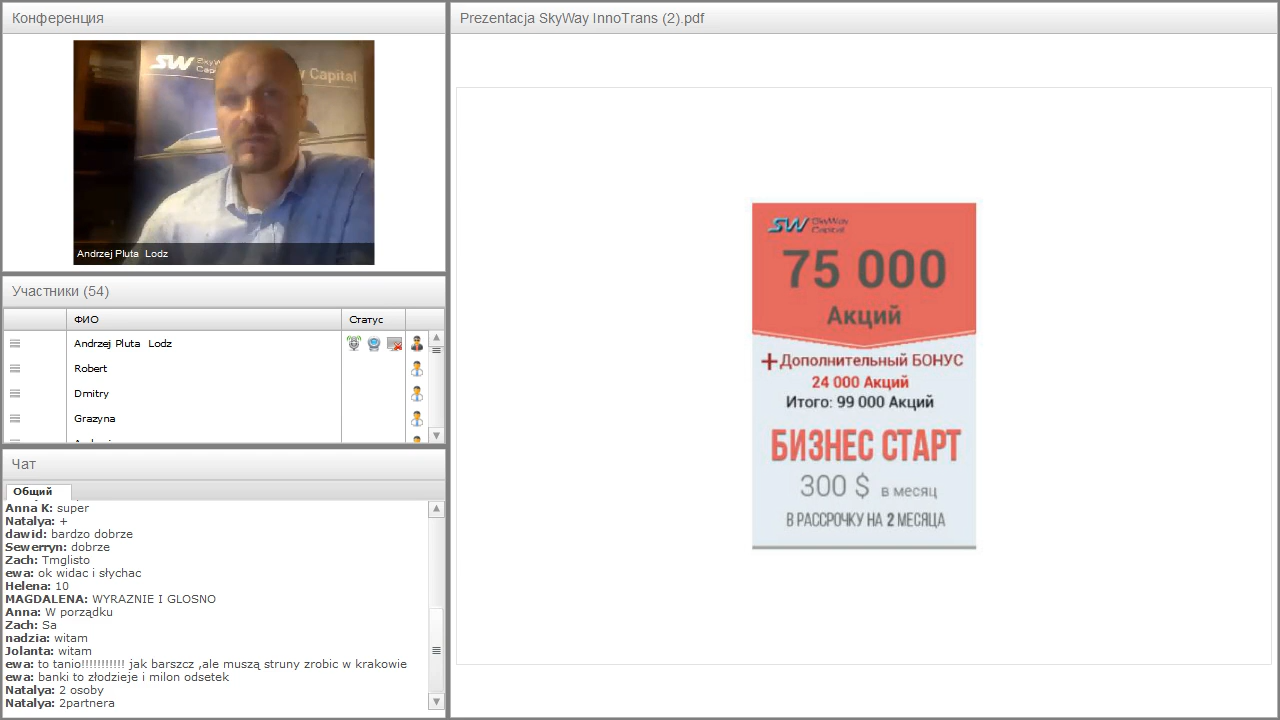 Конференция
SW SkyWay
Capital
y Capital
Andrzej Pluta Lodz
Участники (54)
ФИО
Статус
Andrzej Pluta Lodz
Robert
Dmitry
Grazyna
Чат
Общий
Anna K: super
Natalya: +
dawid: bardzo dobrze
Sewerryn: dobrze
Zach: Tmglisto
ewa: ok widac i słychac
Helena: 10
MAGDALENA: WYRAZNIE I GLOSNO
Anna: W porządku
Zach: Sa
nadzia: witam
Jolanta: witam
ewa: to tanio!!!!!!!!!!! jak barszcz ,ale muszą struny zrobic w krakowie
ewa: banki to złodzieje i milon odsetek
Natalya: 2 osoby
Natalya: 2partnera
Prezentacja SkyWay InnoTrans (2).pdf
SW SkyWay
Capital
75 000
Акций
+Дополнительный БОНУС
24 000 Акций
Итого: 99 000 Акций
БИЗНЕС СТАРТ
300 $ в месяц
В РАССРОЧКУ НА 2 МЕСЯЦА